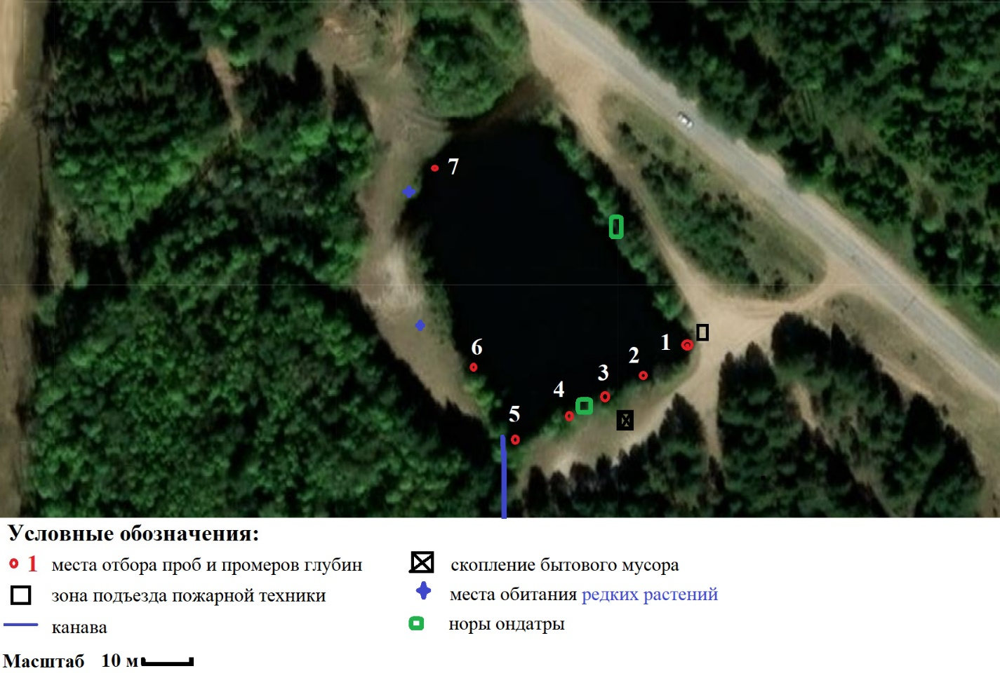 7
1
2
3
6
4
5
Условные обозначения:
1 места отбора проб и промеров глубин
скопление бытового мусора
зона подъезда пожарной техники
места обитания редких растений
канава
норы ондатры
Масштаб 10 м